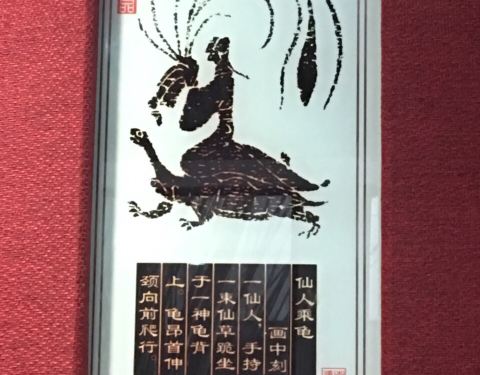 仙人乘龟
画中刻
一仙人，手持
一束仙草跪坐
于一神龟背
上，龟昂首伸
颈向前爬行。